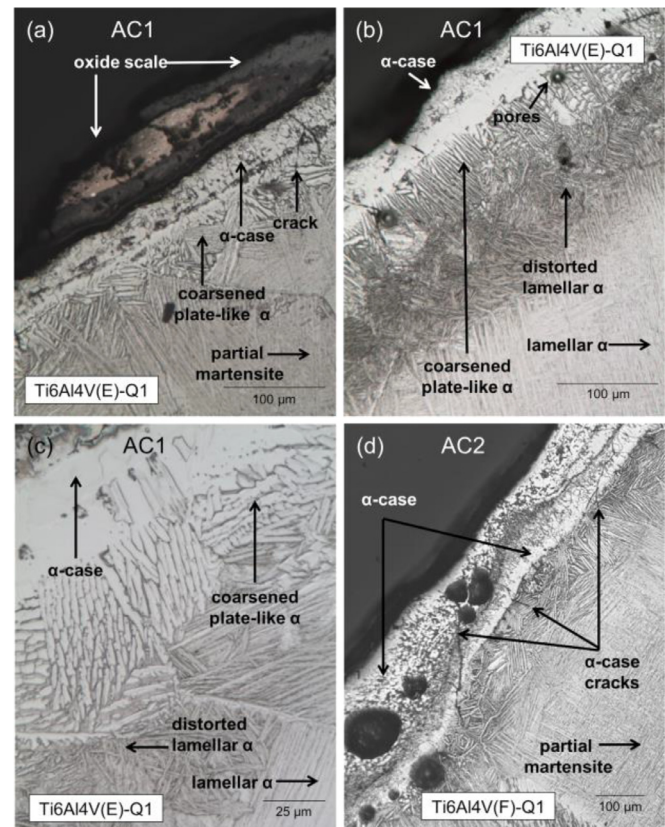 (a) AC1
oxide scale
α-case
crack
coarsened
plate-like α
partial
martensite
Ti6Al4V(E)-Q1
100 µm
(b) AC1
Ti6Al4V(E)-Q1
α-case
pores
distorted
lamellar α
lamellar α
coarsened
plate-like α
100 µm
(c) AC1
α-case
coarsened
plate-like α
distorted
lamellar α
lamellar α
Ti6Al4V(E)-Q1
25 µm
(d) AC2
α-case
α-case
cracks
partial
martensite
Ti6Al4V(F)-Q1
100 µm